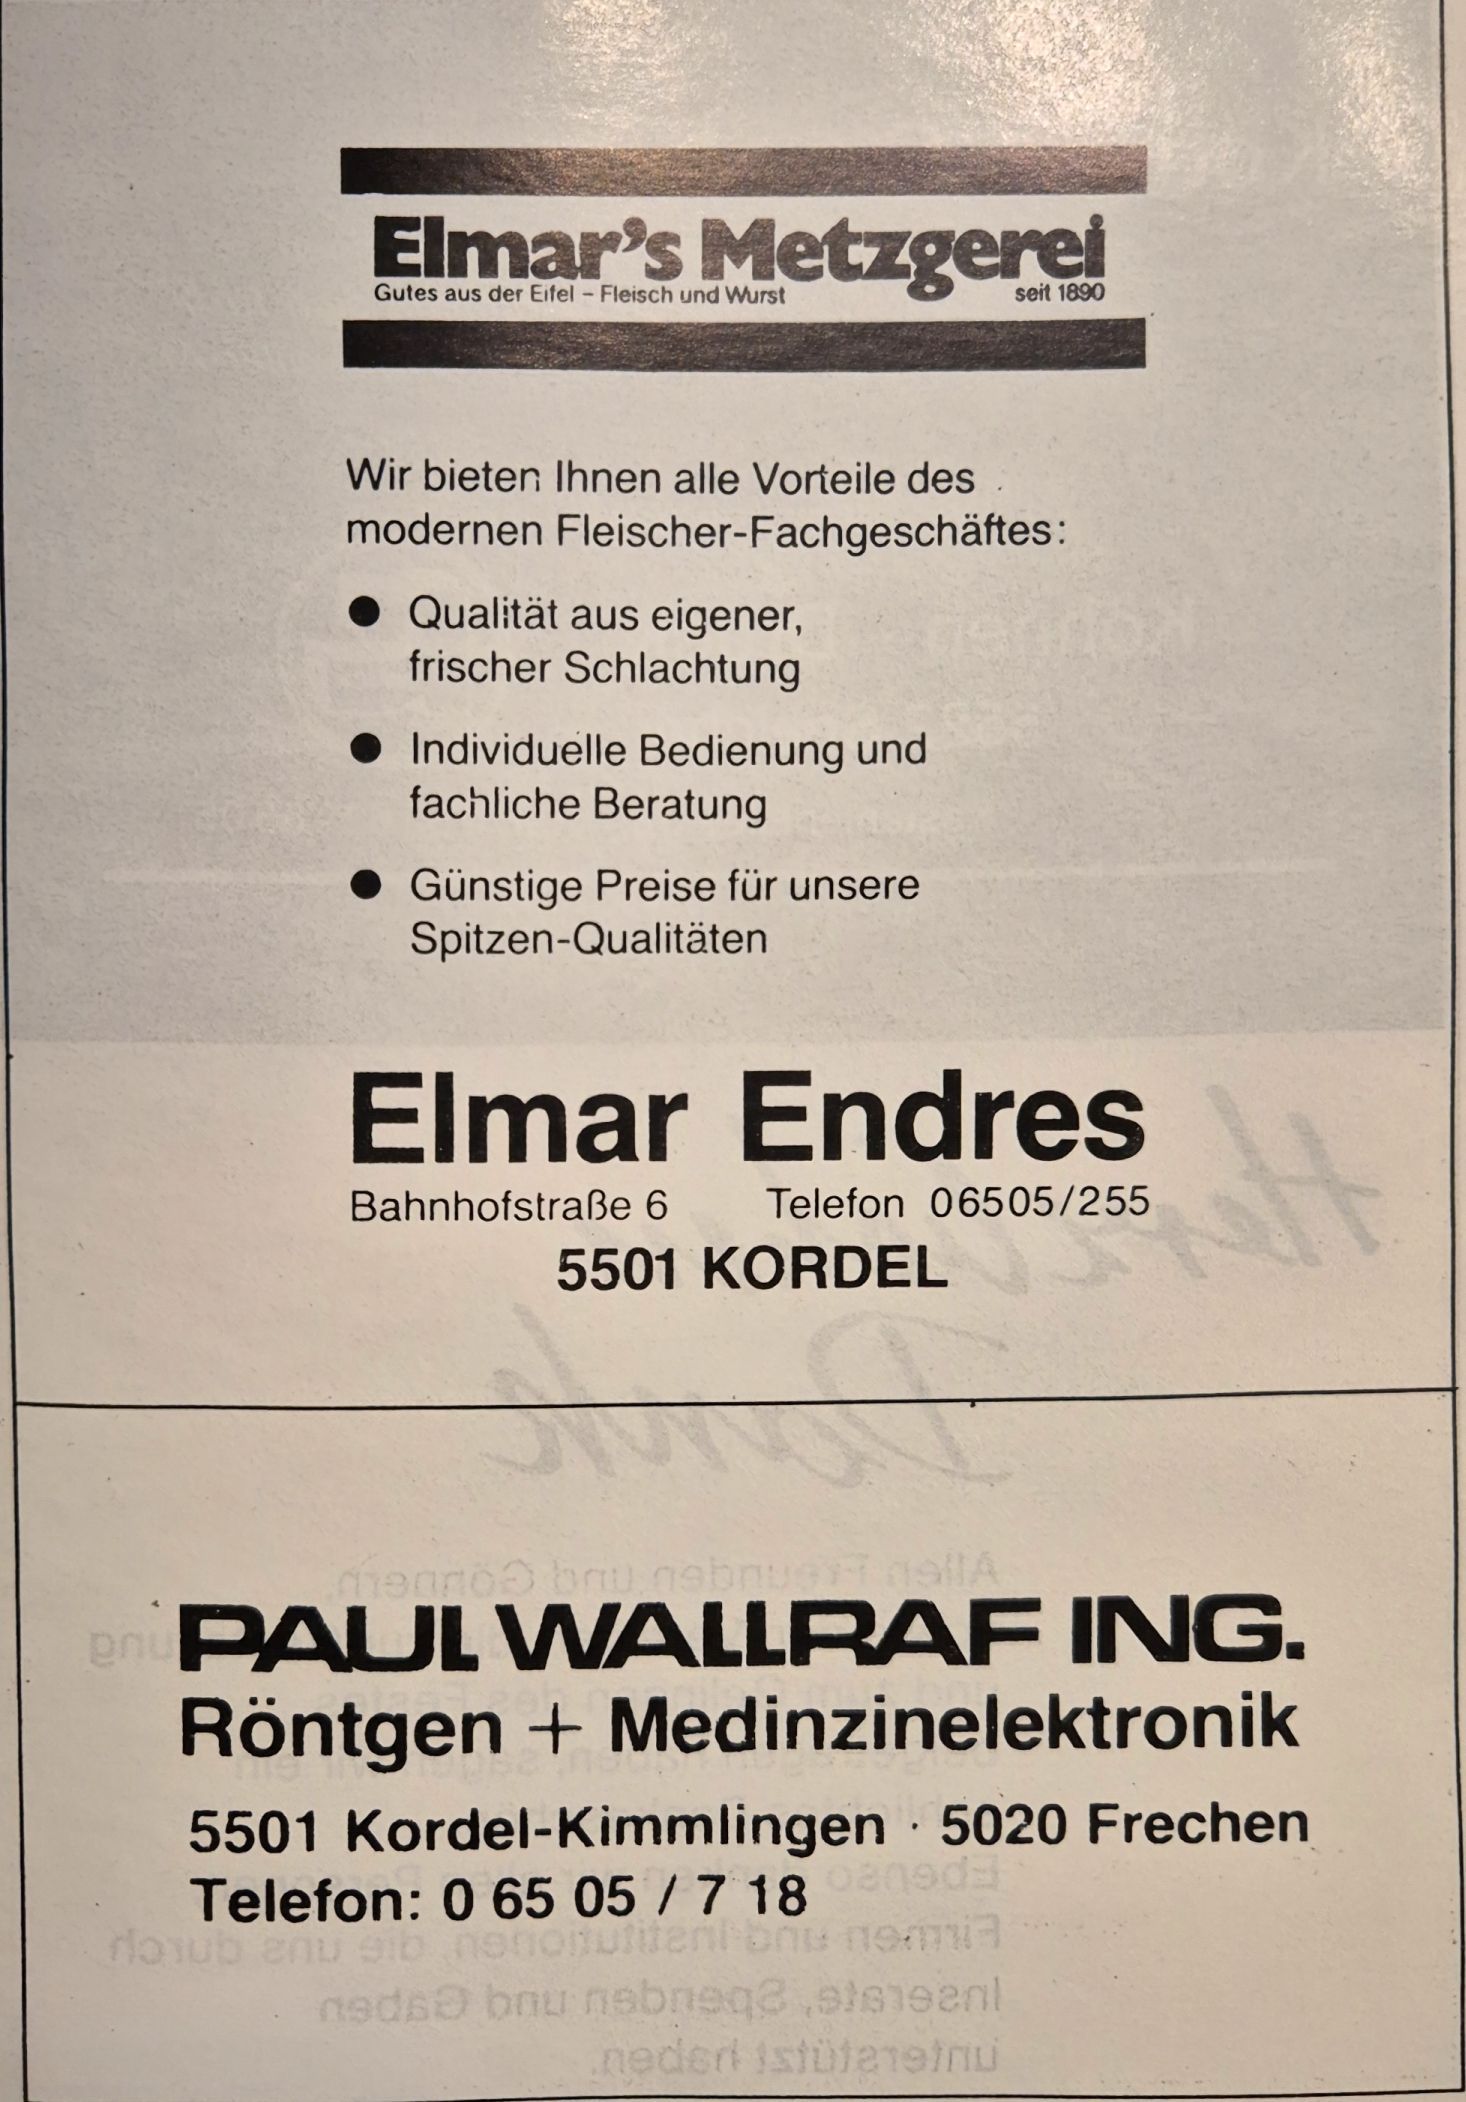 Elmar's Metzgerei
Gutes aus der Eifel – Fleisch und Wurst seit 1890
Wir bieten Ihnen alle Vorteile des
modernen Fleischer-Fachgeschäftes:
● Qualität aus eigener,
frischer Schlachtung
● Individuelle Bedienung und
fachliche Beratung
● Günstige Preise für unsere
Spitzen-Qualitäten
Elmar Endres
Bahnhofstraße 6 Telefon 06505/255
5501 KORDEL
PAUL WALLRAF ING.
Röntgen + Medinzinelektronik
5501 Kordel-Kimmlingen · 5020 Frechen
Telefon: 0 65 05 / 7 18